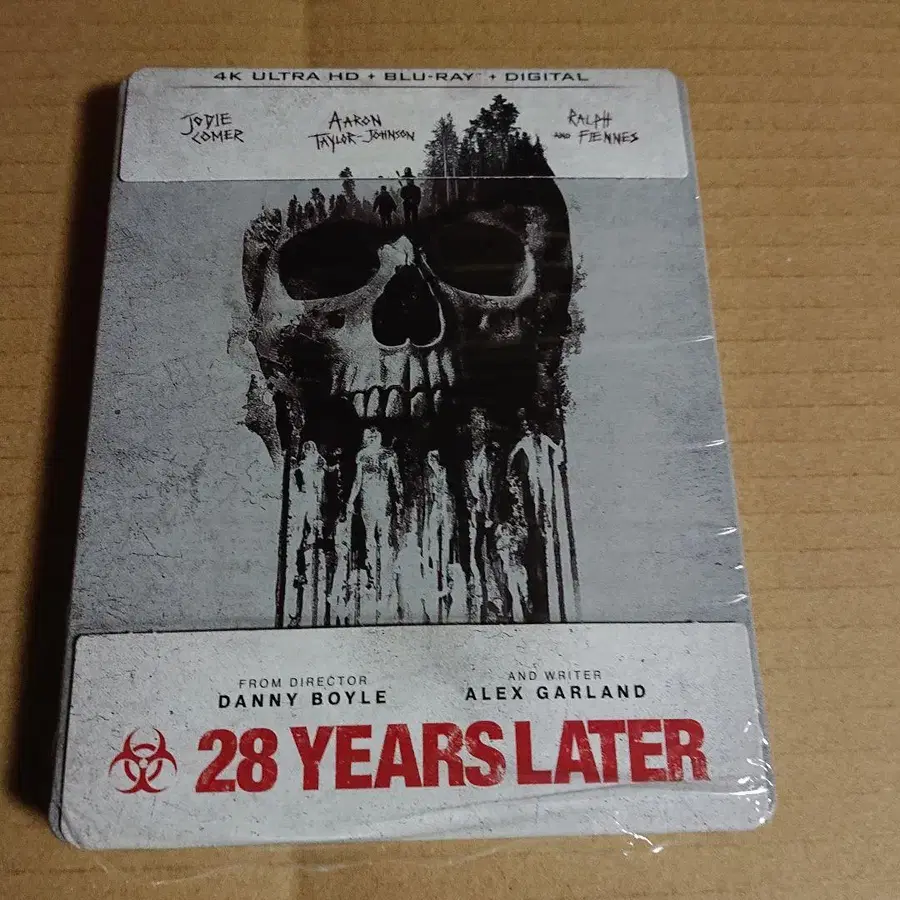 4K ULTRA HD + BLU-RAY + DIGITAL
JODIE COMER
AARON TAYLOR-JOHNSON
RALPH AND FIENNES
FROM DIRECTOR
DANNY BOYLE
AND WRITER
ALEX GARLAND
28 YEARS LATER